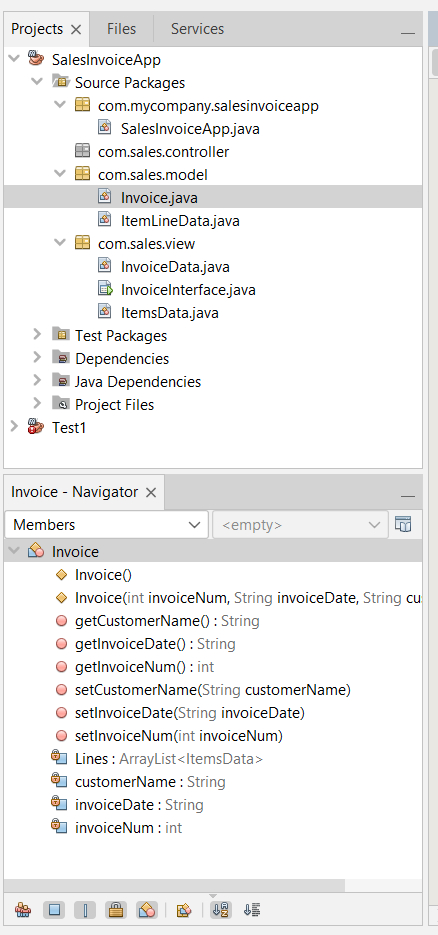 Projects Files Services
SalesInvoiceApp
Source Packages
com.mycompany.salesinvoiceapp
SalesInvoiceApp.java
com.sales.controller
com.sales.model
Invoice.java
ItemLineData.java
com.sales.view
InvoiceData.java
InvoiceInterface.java
ItemsData.java
Test Packages
Dependencies
Java Dependencies
Project Files
Test1
Invoice - Navigator
Members <empty>
Invoice
Invoice()
Invoice(int invoiceNum, String invoiceDate, String cu
getCustomerName() : String
getInvoiceDate() : String
getInvoiceNum() : int
setCustomerName(String customerName)
setInvoiceDate(String invoiceDate)
setInvoiceNum(int invoiceNum)
Lines : ArrayList<ItemsData>
customerName : String
invoiceDate : String
invoiceNum : int